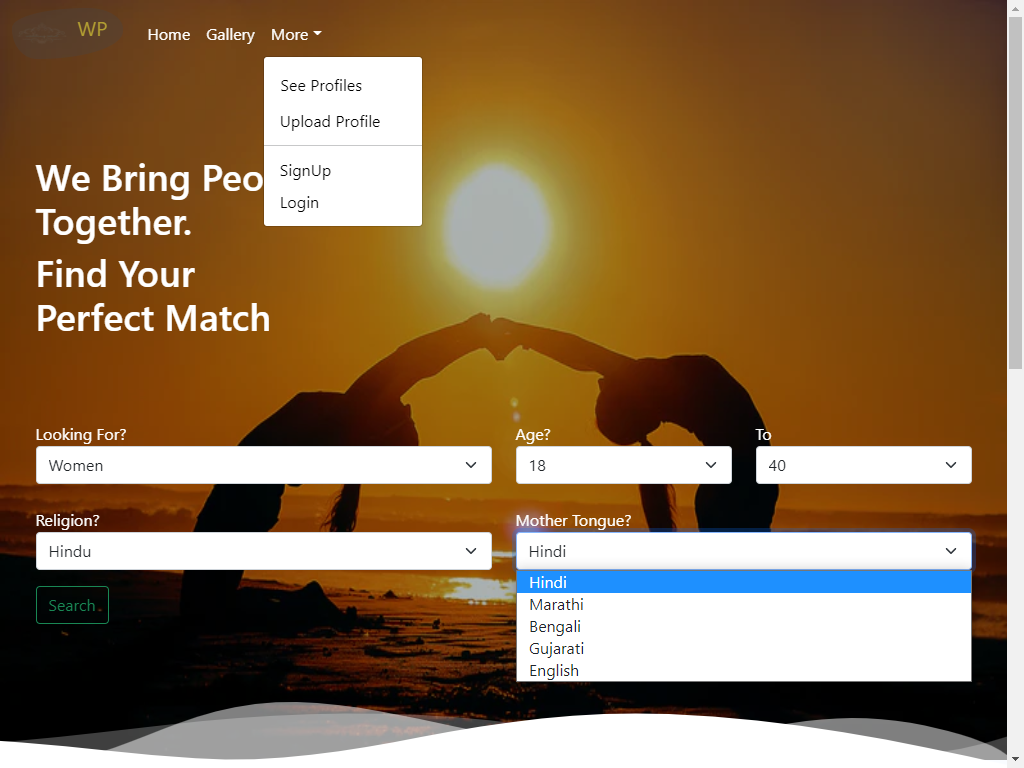 WP
Home Gallery More
See Profiles
Upload Profile
SignUp
Login
We Bring Peo
Together.
Find Your
Perfect Match
Looking For? Age? To
Women 18 40
Religion? Mother Tongue?
Hindu Hindi
Search
Hindi
Marathi
Bengali
Gujarati
English